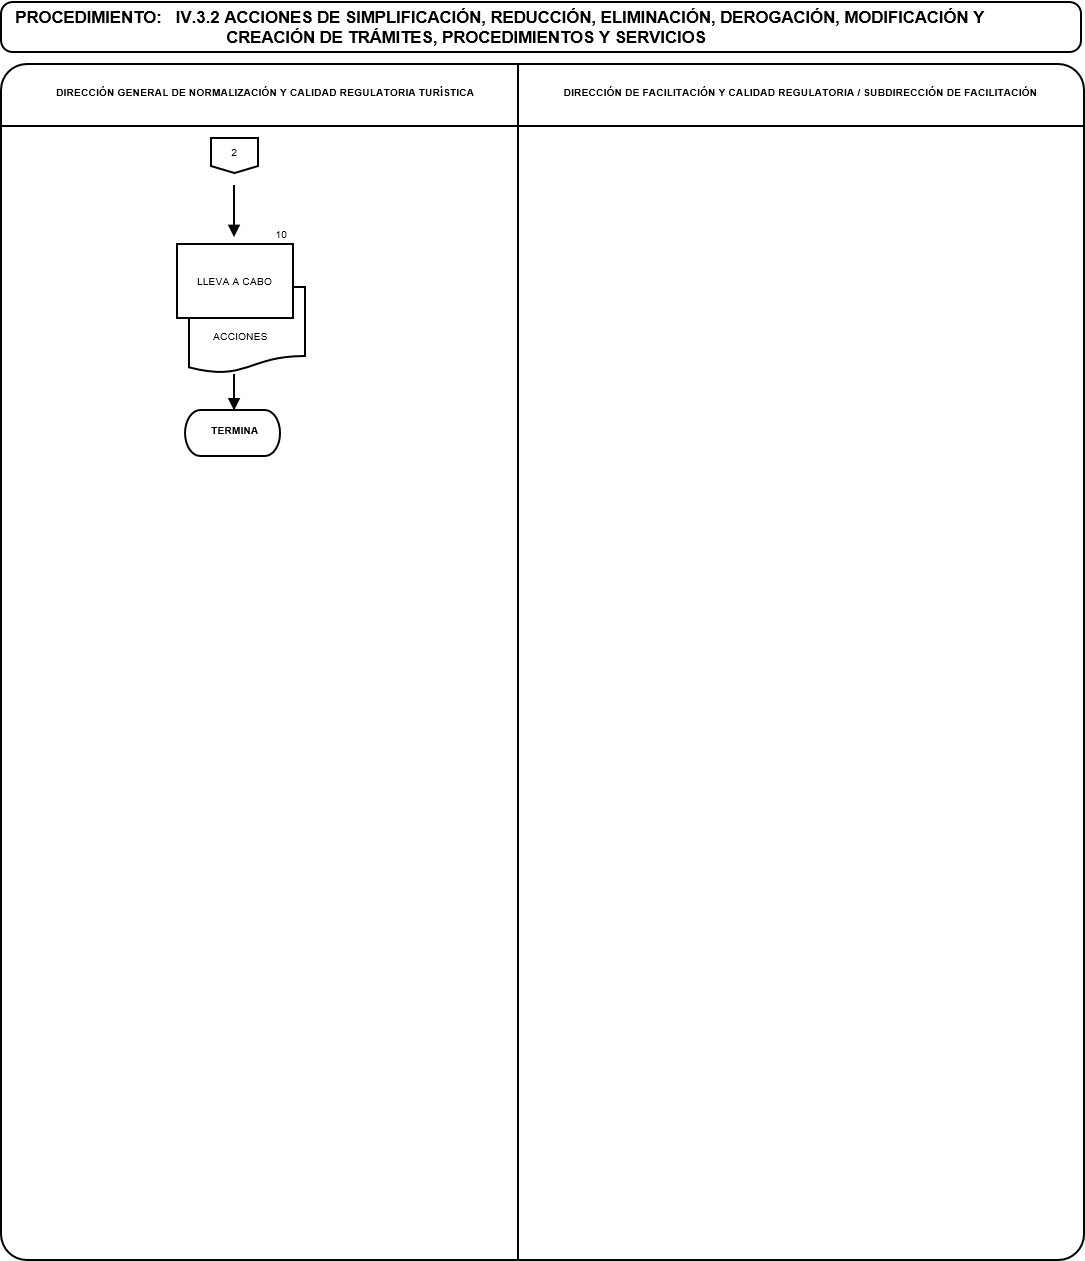 PROCEDIMIENTO: IV.3.2 ACCIONES DE SIMPLIFICACIÓN, REDUCCIÓN, ELIMINACIÓN, DEROGACIÓN, MODIFICACIÓN Y
CREACIÓN DE TRÁMITES, PROCEDIMIENTOS Y SERVICIOS
DIRECCIÓN GENERAL DE NORMALIZACIÓN Y CALIDAD REGULATORIA TURÍSTICA
DIRECCIÓN DE FACILITACIÓN Y CALIDAD REGULATORIA / SUBDIRECCIÓN DE FACILITACIÓN
2
10
LLEVA A CABO
ACCIONES
TERMINA